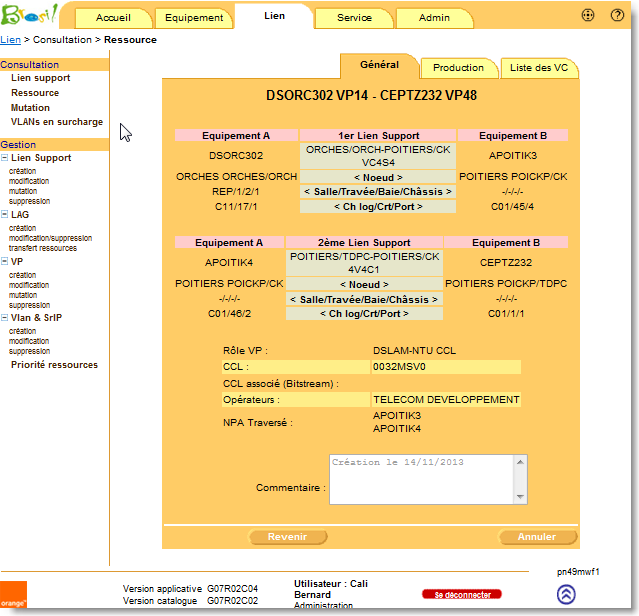 Brasil
Accueil
Equipement
Lien
Service
Admin
?
Lien > Consultation > Ressource
Consultation
Lien support
Ressource
Mutation
VLANs en surcharge
Gestion
Lien Support
création
modification
mutation
suppression
LAG
création
modification/suppression
transfert ressources
VP
création
modification
mutation
suppression
Vlan & SrIP
création
modification
suppression
Priorité ressources
Général
Production
Liste des VC
DSORC302 VP14 - CEPTZ232 VP48
Equipement A 1er Lien Support Equipement B
DSORC302 ORCHES/ORCH-POITIERS/CK VC4S4 APOITIK3
ORCHES ORCHES/ORCH < Noeud > POITIERS POICKP/CK
REP/1/2/1 < Salle/Travée/Baie/Châssis > -/-/-/-
C11/17/1 < Ch log/Crt/Port > C01/45/4
Equipement A 2ème Lien Support Equipement B
APOITIK4 POITIERS/TDPC-POITIERS/CK 4V4C1 CEPTZ232
POITIERS POICKP/CK < Noeud > POITIERS POICKP/TDPC
-/-/-/- < Salle/Travée/Baie/Châssis > -/-/-/-
C01/46/2 < Ch log/Crt/Port > C01/1/1
Rôle VP : DSLAM-NTU CCL
CCL : 0032MSV0
CCL associé (Bitstream) :
Opérateurs : TELECOM DEVELOPPEMENT
NPA Traversé : APOITIK3
APOITIK4
Commentaire : Création le 14/11/2013
Revenir
Annuler
pn49mwf1
orange
Version applicative G07R02C04
Version catalogue G07R02C02
Utilisateur : Cali
Bernard
Administration
Se déconnecter